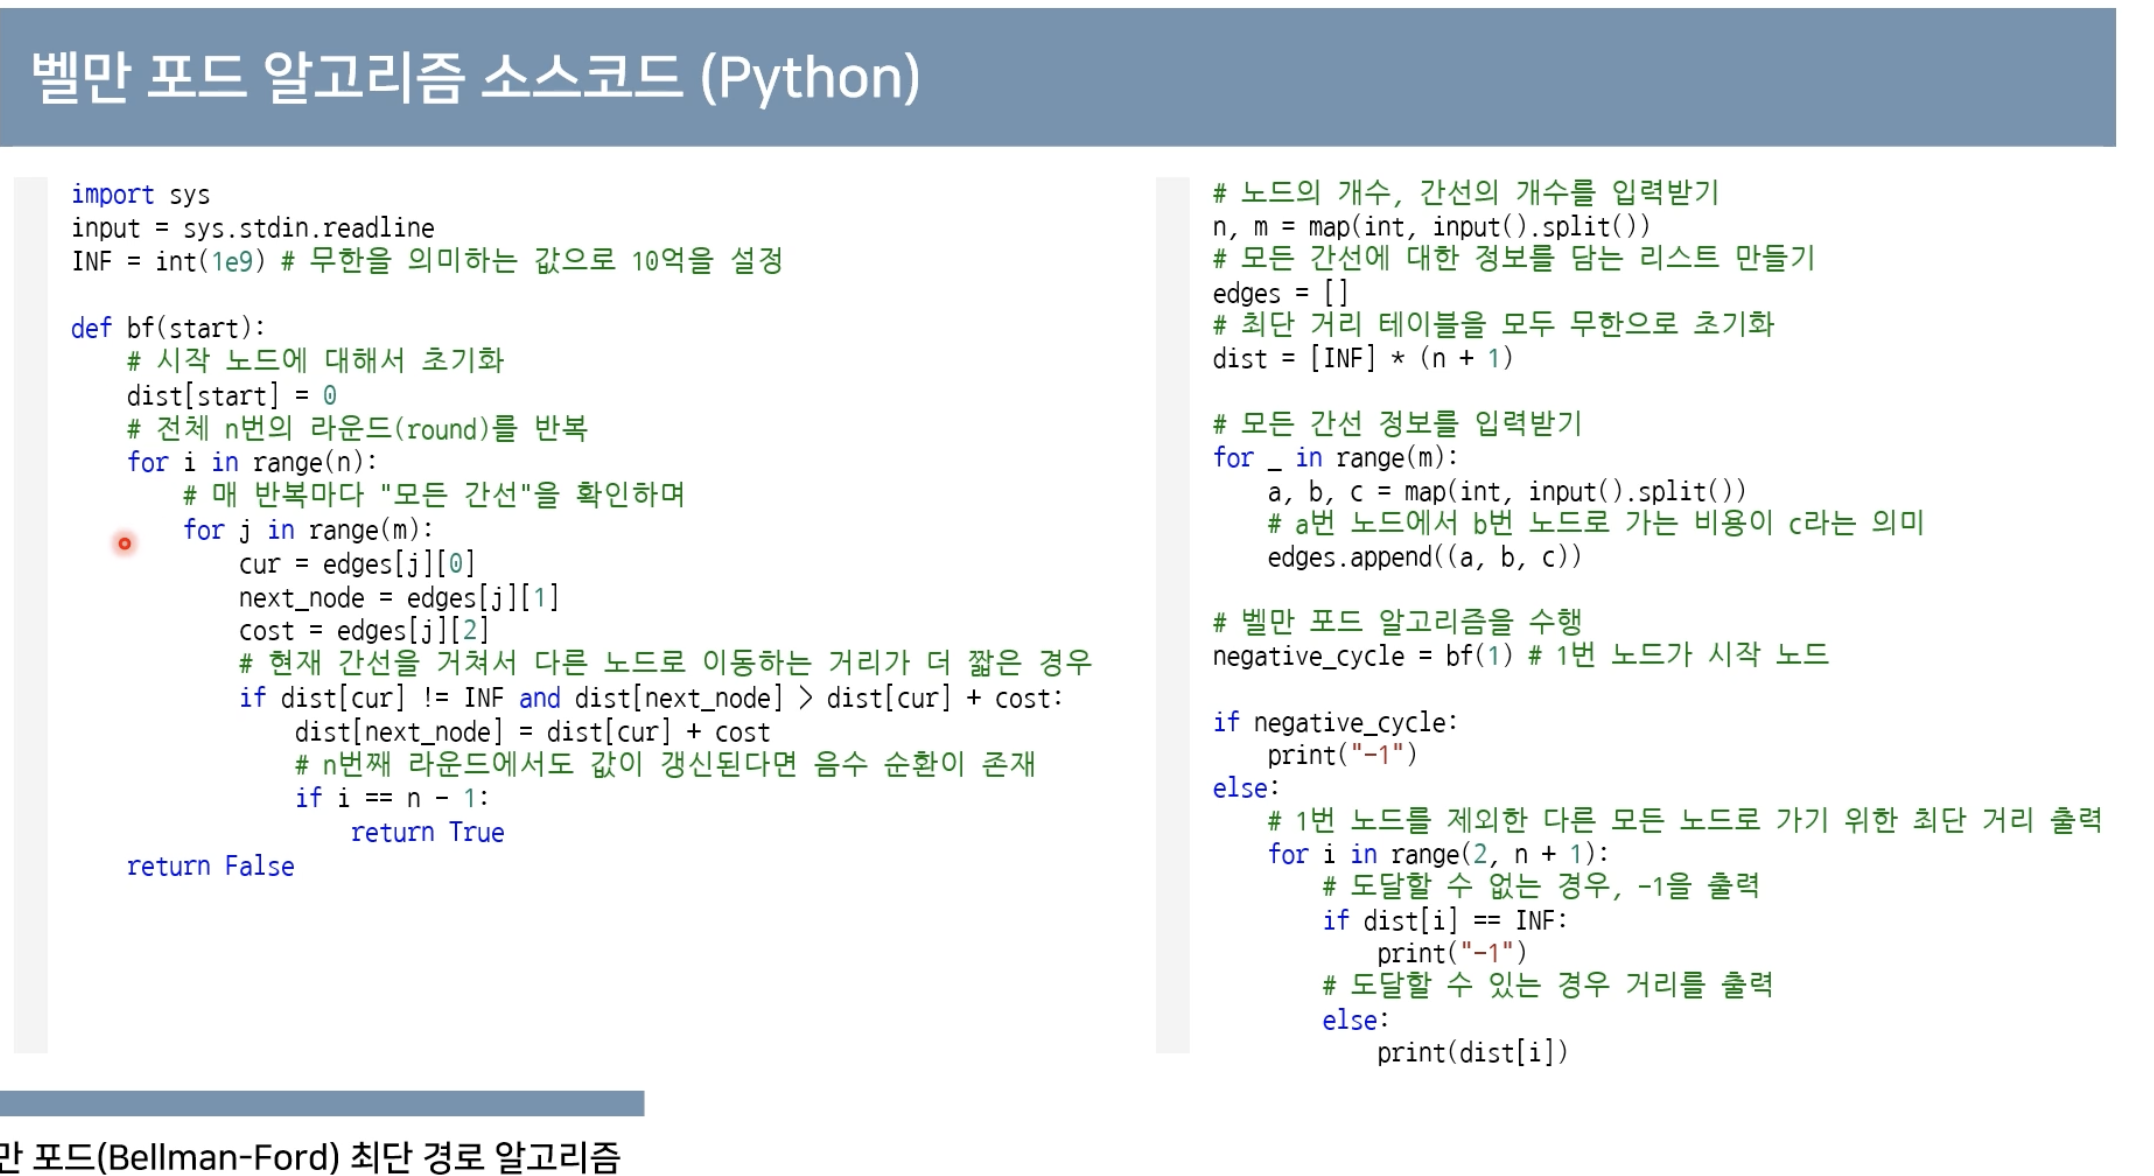 벨만 포드 알고리즘 소스코드 (Python)
import sys
input = sys.stdin.readline
INF = int(1e9) # 무한을 의미하는 값으로 10억을 설정
def bf(start):
    # 시작 노드에 대해서 초기화
    dist[start] = 0
    # 전체 n번의 라운드(round)를 반복
    for i in range(n):
        # 매 반복마다 "모든 간선"을 확인하며
        for j in range(m):
            cur = edges[j][0]
            next_node = edges[j][1]
            cost = edges[j][2]
            # 현재 간선을 거쳐서 다른 노드로 이동하는 거리가 더 짧은 경우
            if dist[cur] != INF and dist[next_node] > dist[cur] + cost:
                dist[next_node] = dist[cur] + cost
                # n번째 라운드에서도 값이 갱신된다면 음수 순환이 존재
                if i == n - 1:
                    return True
    return False
# 노드의 개수, 간선의 개수를 입력받기
n, m = map(int, input().split())
# 모든 간선에 대한 정보를 담는 리스트 만들기
edges = []
# 최단 거리 테이블을 모두 무한으로 초기화
dist = [INF] * (n + 1)
# 모든 간선 정보를 입력받기
for _ in range(m):
    a, b, c = map(int, input().split())
    # a번 노드에서 b번 노드로 가는 비용이 c라는 의미
    edges.append((a, b, c))
# 벨만 포드 알고리즘을 수행
negative_cycle = bf(1) # 1번 노드가 시작 노드
if negative_cycle:
    print("-1")
else:
    # 1번 노드를 제외한 다른 모든 노드로 가기 위한 최단 거리 출력
    for i in range(2, n + 1):
        # 도달할 수 없는 경우, -1을 출력
        if dist[i] == INF:
            print("-1")
        # 도달할 수 있는 경우 거리를 출력
        else:
            print(dist[i])
만 포드(Bellman-Ford) 최단 경로 알고리즘